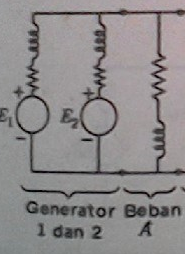 + +
E₁ E₂
- -
Generator Beban
1 dan 2 A